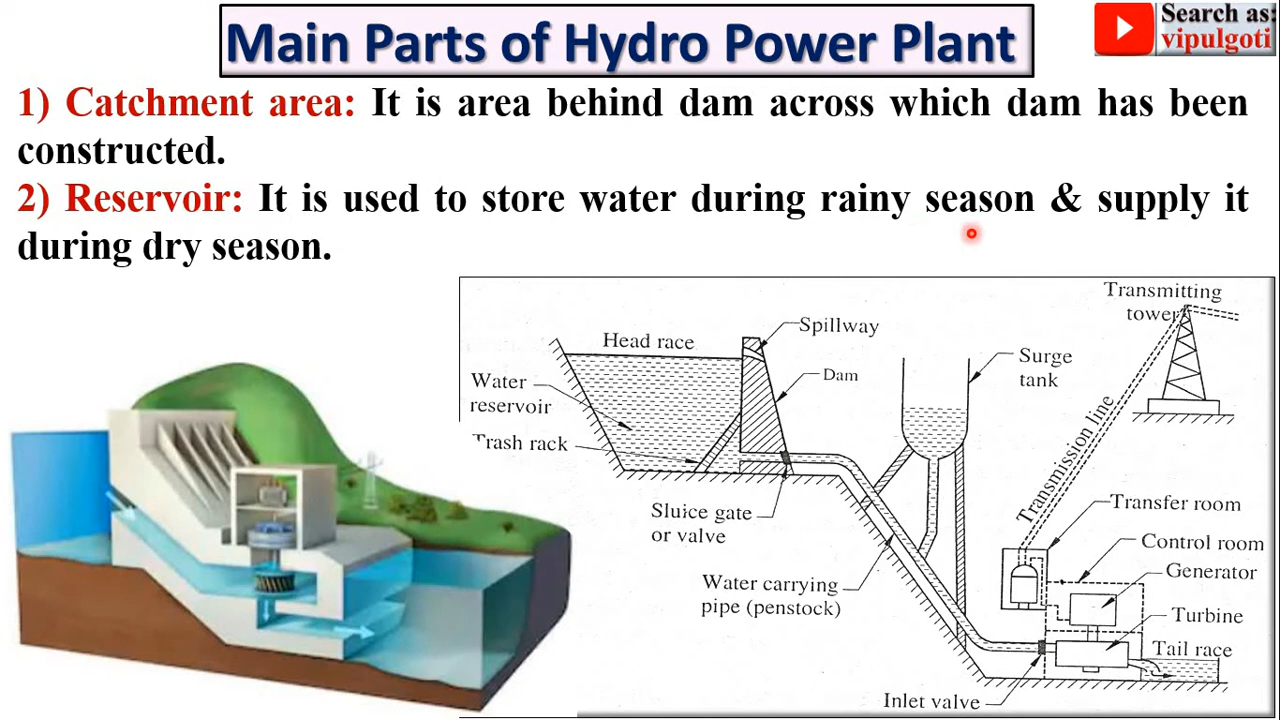 Main Parts of Hydro Power Plant
Search as:
vipulgoti
1) Catchment area: It is area behind dam across which dam has been
constructed.
2) Reservoir: It is used to store water during rainy season & supply it
during dry season.
Transmitting
tower
Spillway
Head race
Surge
tank
Dam
Water
reservoir
Trash rack
Transmission line
Sluice gate
or valve
Transfer room
Control room
Generator
Water carrying
pipe (penstock)
Turbine
Tail race
Inlet valve